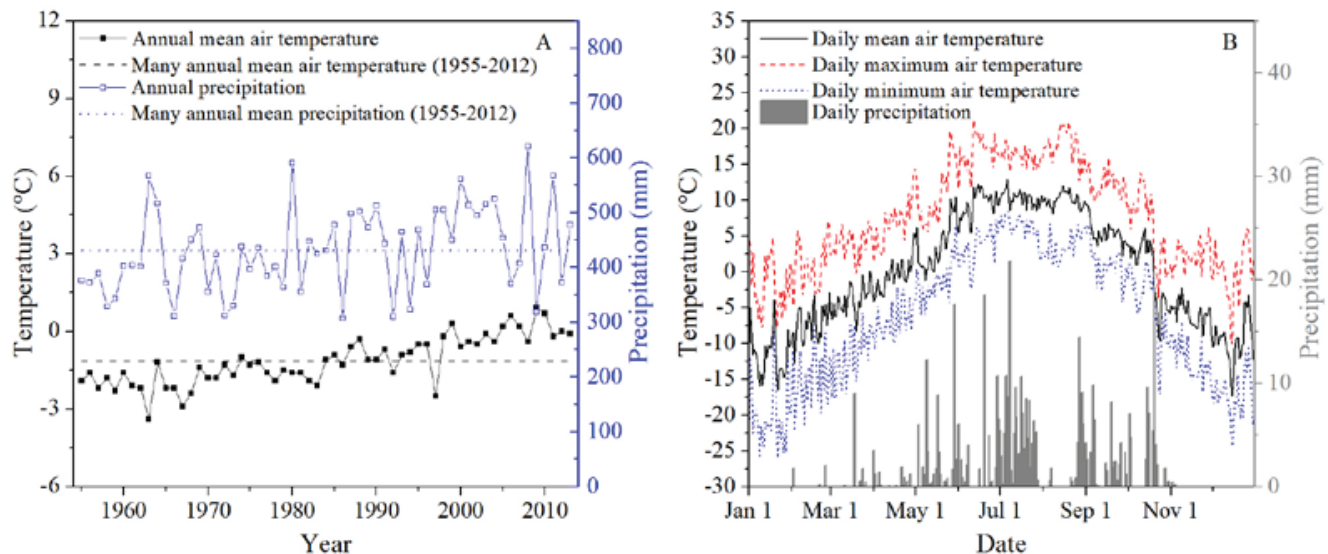 A
Annual mean air temperature
Many annual mean air temperature (1955-2012)
Annual precipitation
Many annual mean precipitation (1955-2012)
Temperature (°C)
12
9
6
3
0
-3
-6
Precipitation (mm)
800
700
600
500
400
300
200
100
0
1960 1970 1980 1990 2000 2010
Year
B
Daily mean air temperature
Daily maximum air temperature
Daily minimum air temperature
Daily precipitation
Temperature (°C)
35
30
25
20
15
10
5
0
-5
-10
-15
-20
-25
-30
Precipitation (mm)
40
30
20
10
0
Jan 1 Mar 1 May 1 Jul 1 Sep 1 Nov 1
Date